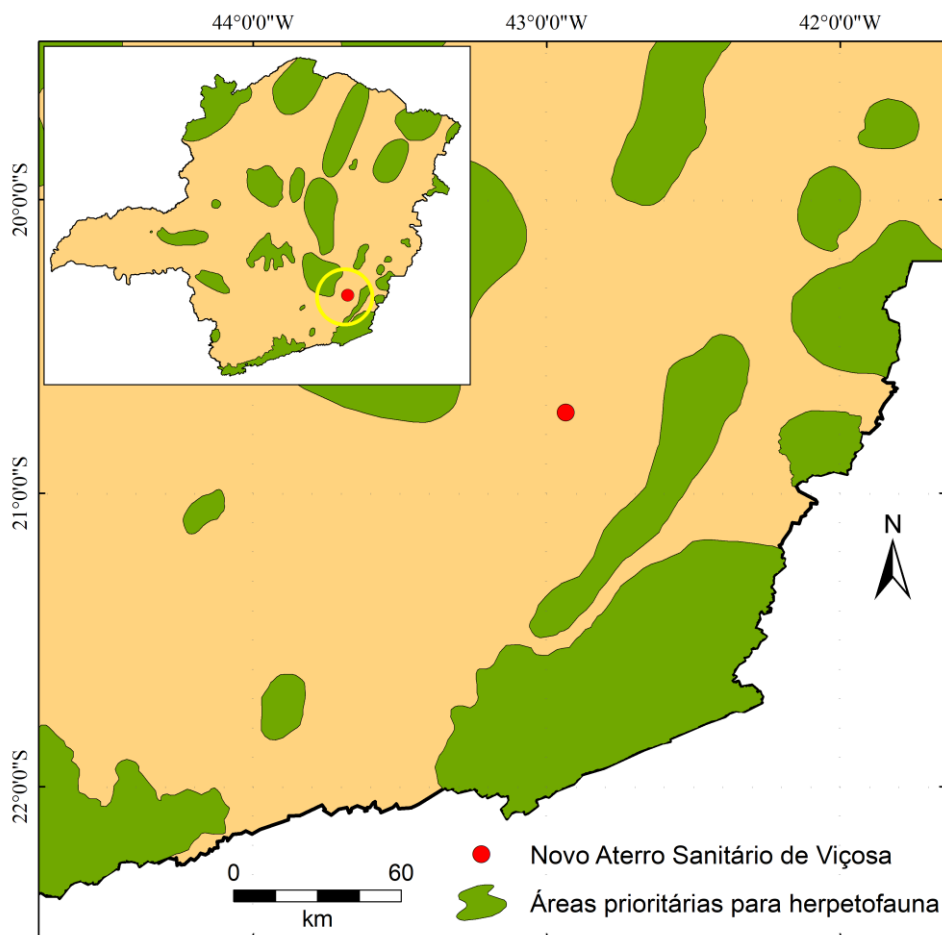 44°0'0"W 43°0'0"W 42°0'0"W
20°0'0"S
21°0'0"S
22°0'0"S
N
0 60
km
Novo Aterro Sanitário de Viçosa
Áreas prioritárias para herpetofauna